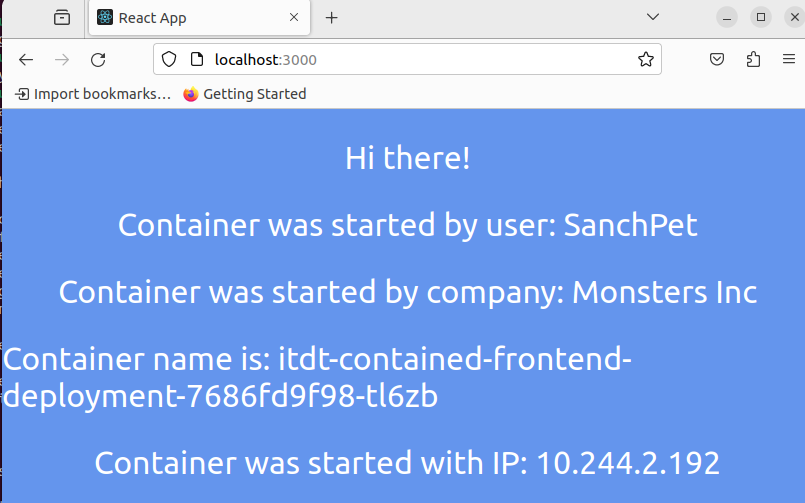 React App
localhost:3000
Import bookmarks… Getting Started
Hi there!
Container was started by user: SanchPet
Container was started by company: Monsters Inc
Container name is: itdt-contained-frontend-
deployment-7686fd9f98-tl6zb
Container was started with IP: 10.244.2.192